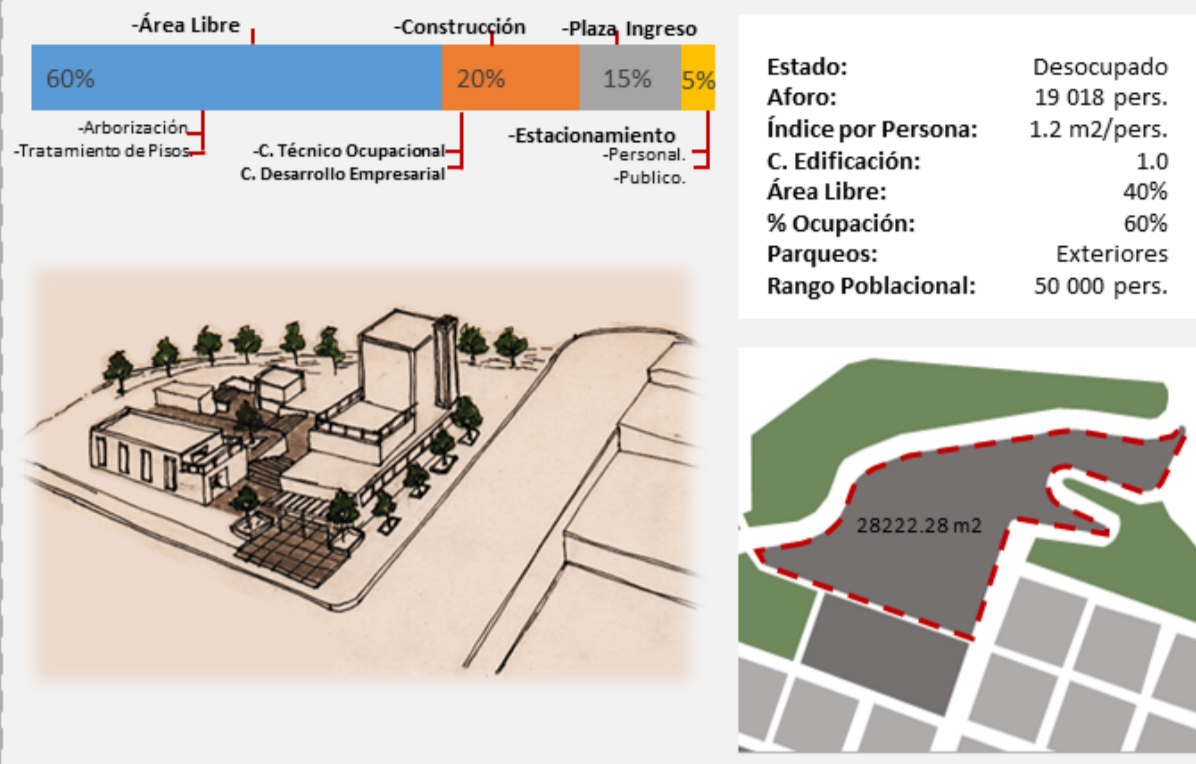 -Área Libre
-Construcción
-Plaza Ingreso
60%
20%
15%
5%
-Arborización
-Tratamiento de Pisos.
-C. Técnico Ocupacional
C. Desarrollo Empresarial
-Estacionamiento
-Personal.
-Publico.
Estado: Desocupado
Aforo: 19 018 pers.
Índice por Persona: 1.2 m2/pers.
C. Edificación: 1.0
Área Libre: 40%
% Ocupación: 60%
Parqueos: Exteriores
Rango Poblacional: 50 000 pers.
28222.28 m2